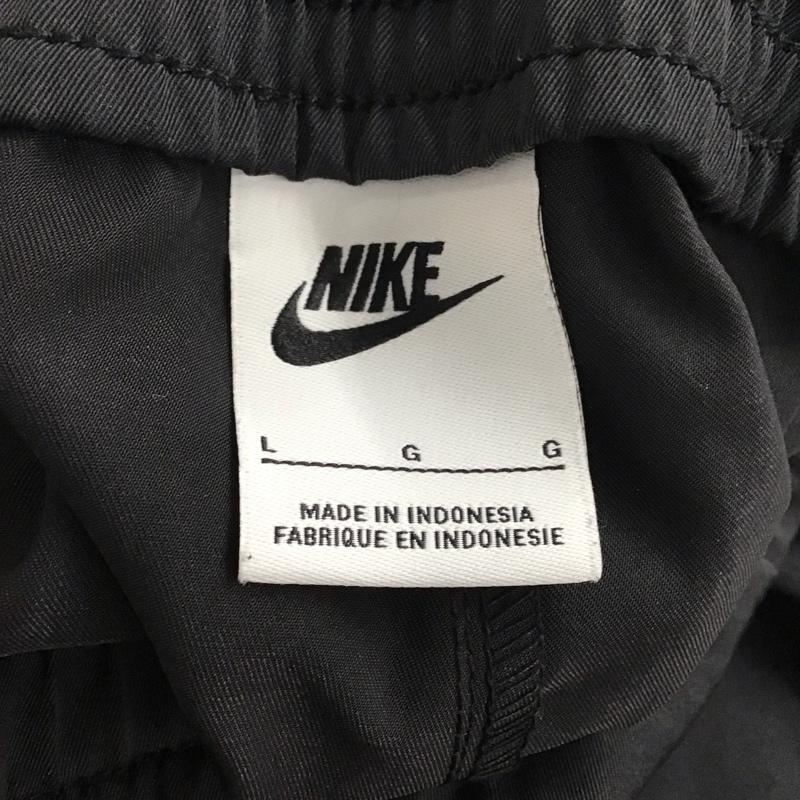 NIKE
L G G
MADE IN INDONESIA
FABRIQUE EN INDONESIE